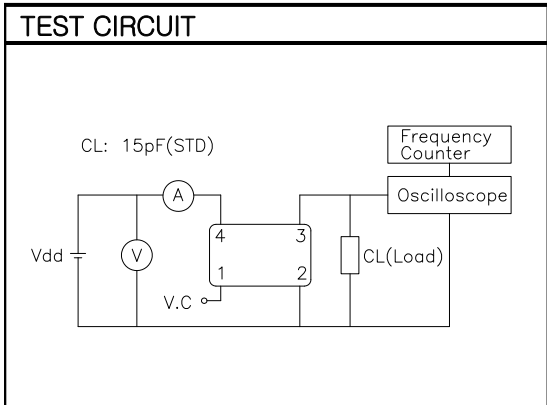 TEST CIRCUIT
CL: 15pF(STD)
Frequency
Counter
Oscilloscope
A
4
3
Vdd
V
CL(Load)
1
2
V.C